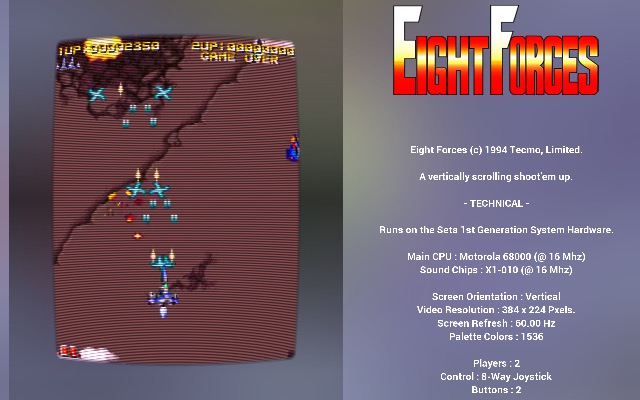 1UP:00002350 2UP:00000000
GAME OVER
EIGHT FORCES
Eight Forces (c) 1994 Tecmo, Limited.
A vertically scrolling shoot'em up.
- TECHNICAL -
Runs on the Seta 1st Generation System Hardware.
Main CPU : Motorola 68000 (@ 16 Mhz)
Sound Chips : X1-010 (@ 16 Mhz)
Screen Orientation : Vertical
Video Resolution : 384 x 224 Pxels.
Screen Refresh : 60.00 Hz
Palette Colors : 1536
Players : 2
Control : 8-Way Joystick
Buttons : 2